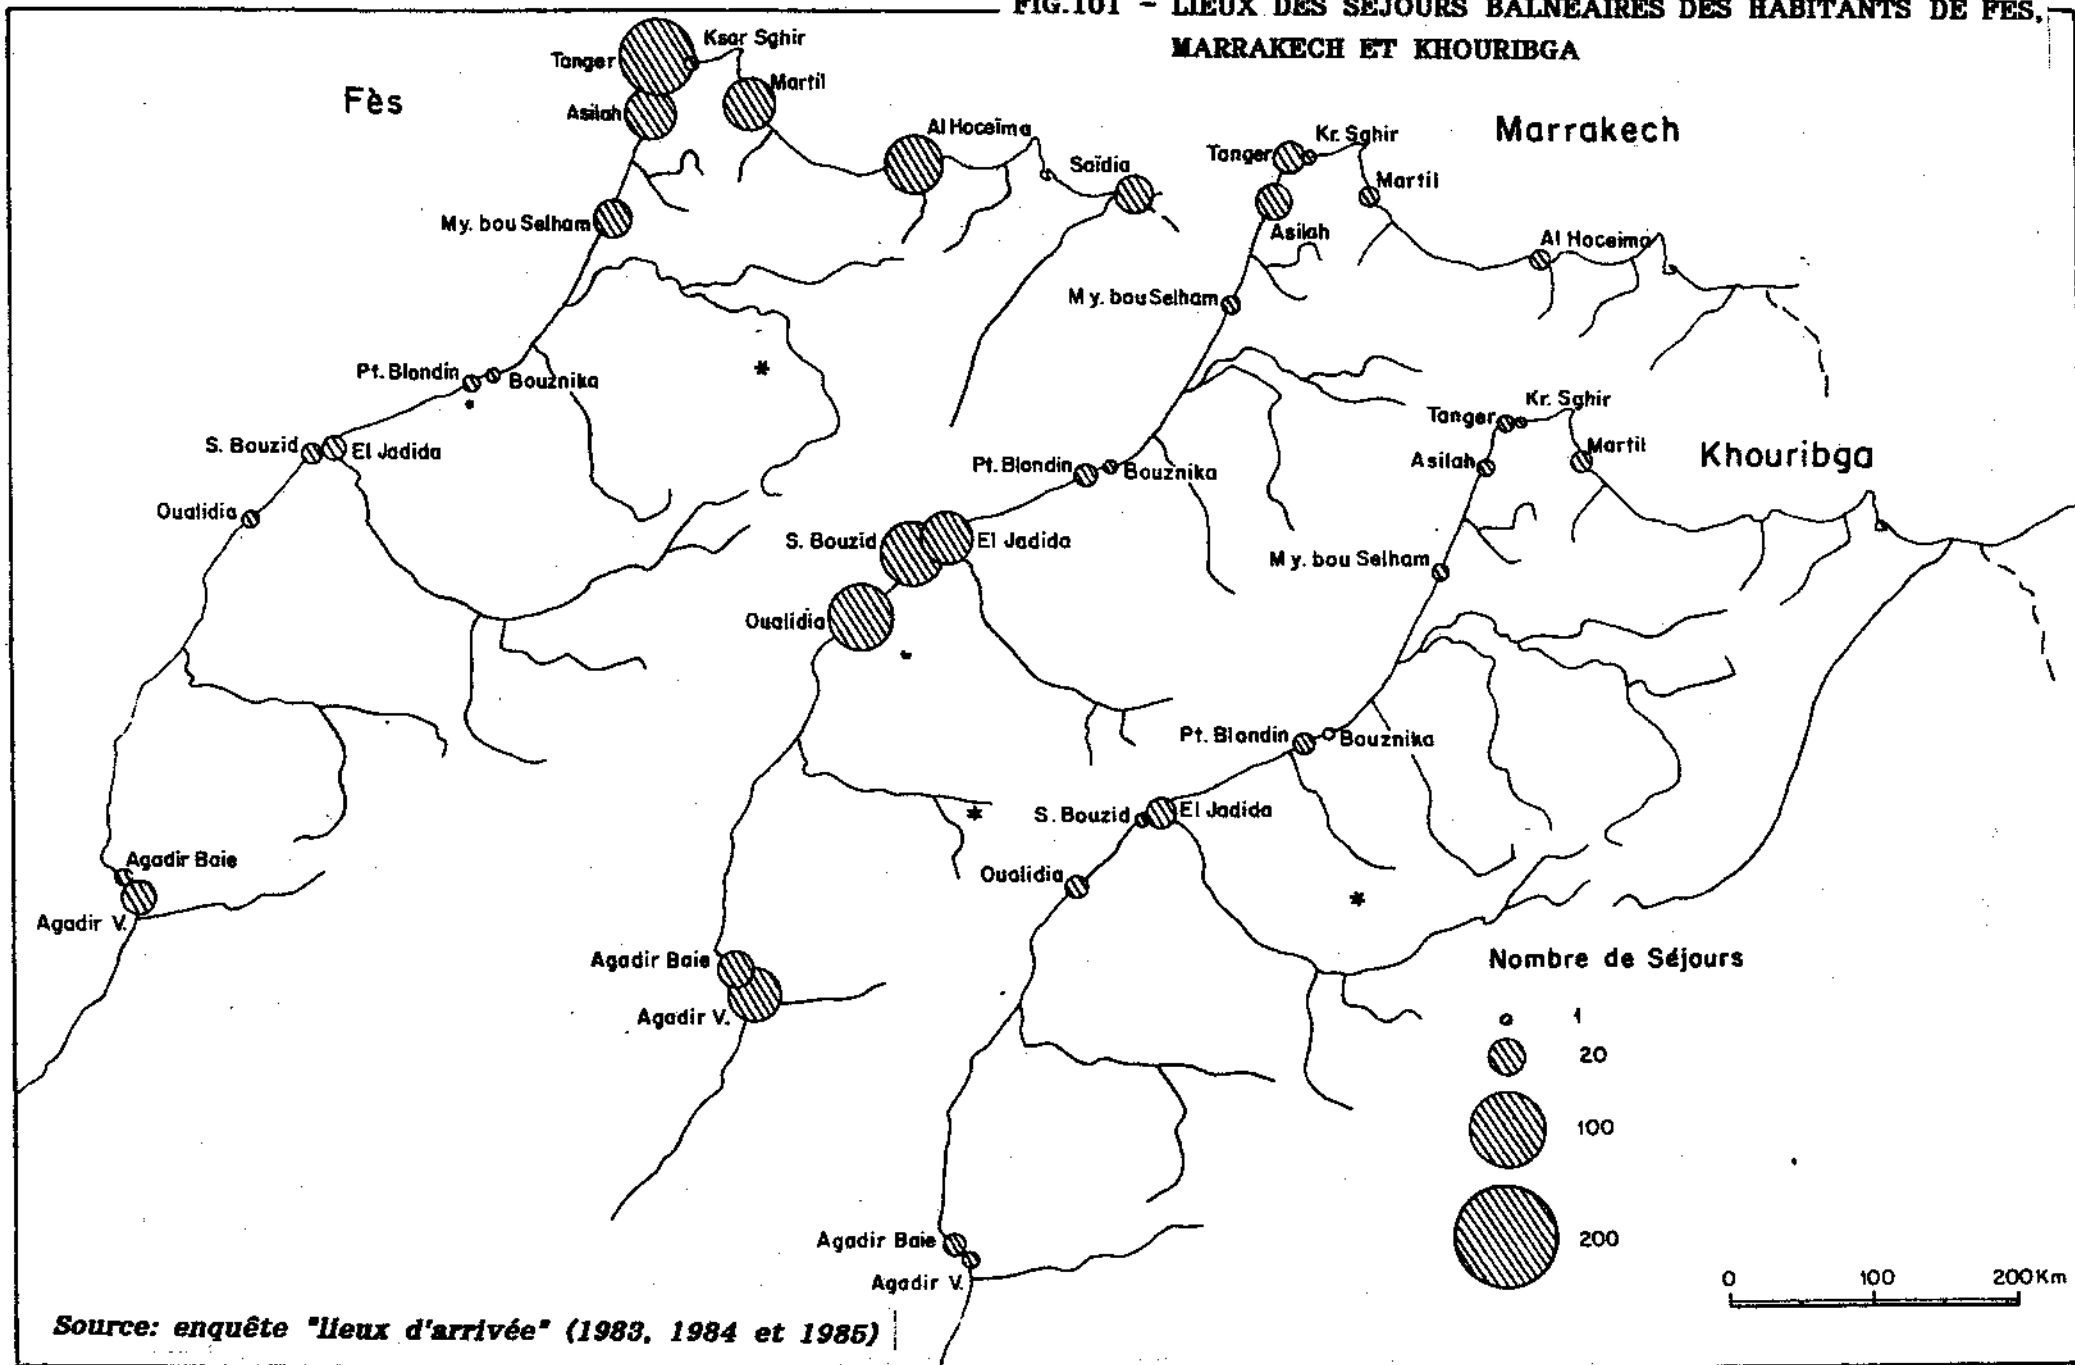 FIG.101 - LIEUX DES SEJOURS BALNEAIRES DES HABITANTS DE FES,
MARRAKECH ET KHOURIBGA
Fès
Tanger
Ksar Sghir
Asilah
Martil
Al Hoceïma
Saïdia
My. bou Selham
Pt. Blondin
Bouznika
S. Bouzid
El Jadida
Oualidia
Agadir Baie
Agadir V.
Marrakech
Tanger
Kr. Sghir
Martil
Asilah
Al Hoceima
My. bou Selham
Pt. Blondin
Bouznika
S. Bouzid
El Jadida
Oualidia
Agadir Baie
Agadir V.
Khouribga
Tanger
Kr. Sghir
Asilah
Martil
My. bou Selham
Pt. Blondin
Bouznika
S. Bouzid
El Jadida
Oualidia
Agadir Baie
Agadir V.
Nombre de Séjours
1
20
100
200
0 100 200Km
Source: enquête "lieux d'arrivée" (1983, 1984 et 1985)